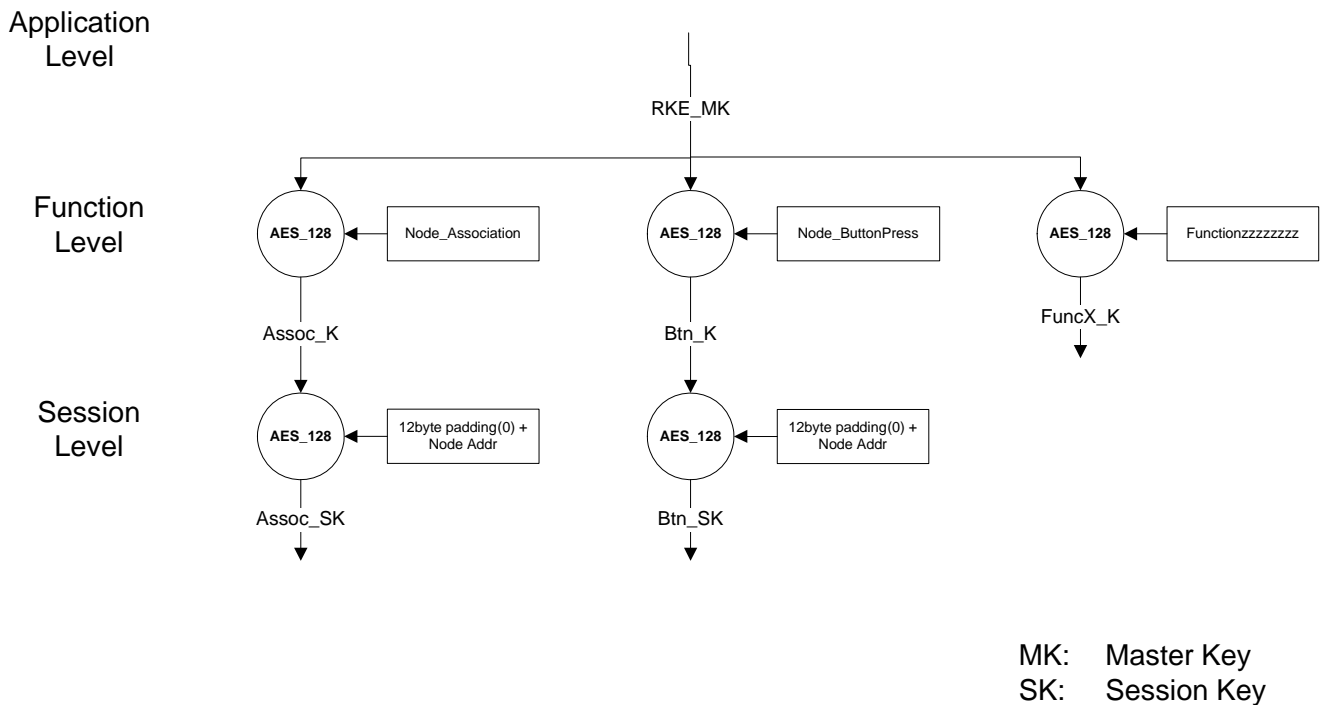 Application
Level
RKE_MK
Function
Level
AES_128
Node_Association
AES_128
Node_ButtonPress
AES_128
Functionzzzzzzzz
Assoc_K
Btn_K
FuncX_K
Session
Level
AES_128
12byte padding(0) +
Node Addr
AES_128
12byte padding(0) +
Node Addr
Assoc_SK
Btn_SK
MK: Master Key
SK: Session Key